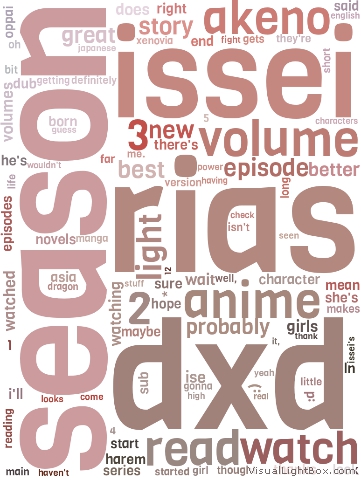 oppai
oh
does right
great story
japanese xenovia
akeno
said
english
end fight gets they're
issei
short
bit
dub getting definitely
volumes
season
born
guess
5
characters
3 new
there's
volume
he's
wouldn't
far
me.
best
power
episode better
version having
rias
long
life
episodes
novels manga
light
check
isn't
seen
12
asia
dragon
watched
watching
stuff
sure
wait well, character
mean
*
hope
2
anime
she's
makes
maybe
probably
girls
thank
1
dxd
it,
issei's
in
i'll
looks come
sub
ise
gonna
high
yeah
(:
real
little
:p
reading
4
start
harem
series
read watch
main haven't
started girl though
VisualLightBox.com